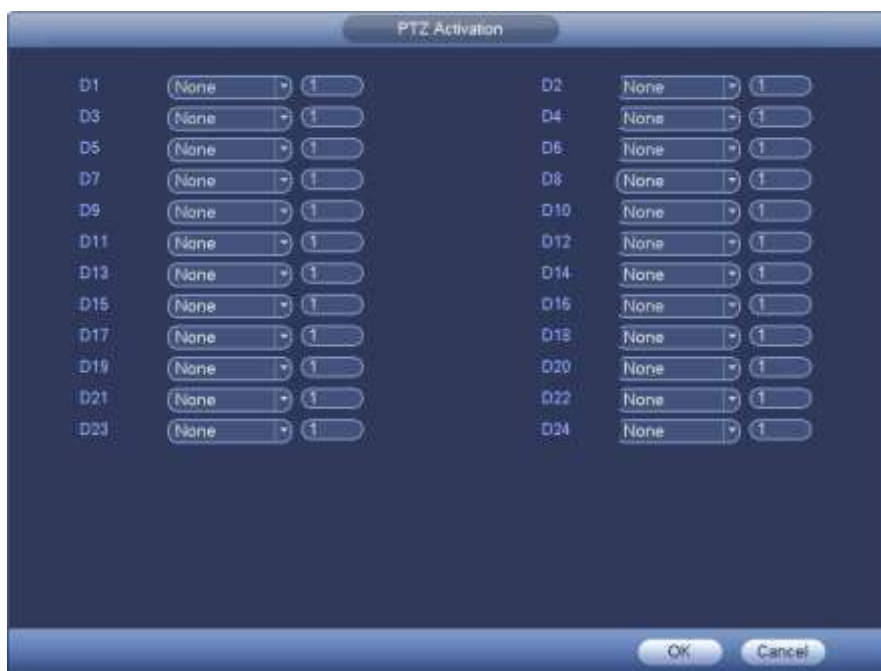 PTZ Activation
D1 None 1 D2 None 1
D3 None 1 D4 None 1
D5 None 1 D6 None 1
D7 None 1 D8 None 1
D9 None 1 D10 None 1
D11 None 1 D12 None 1
D13 None 1 D14 None 1
D15 None 1 D16 None 1
D17 None 1 D18 None 1
D19 None 1 D20 None 1
D21 None 1 D22 None 1
D23 None 1 D24 None 1
OK Cancel